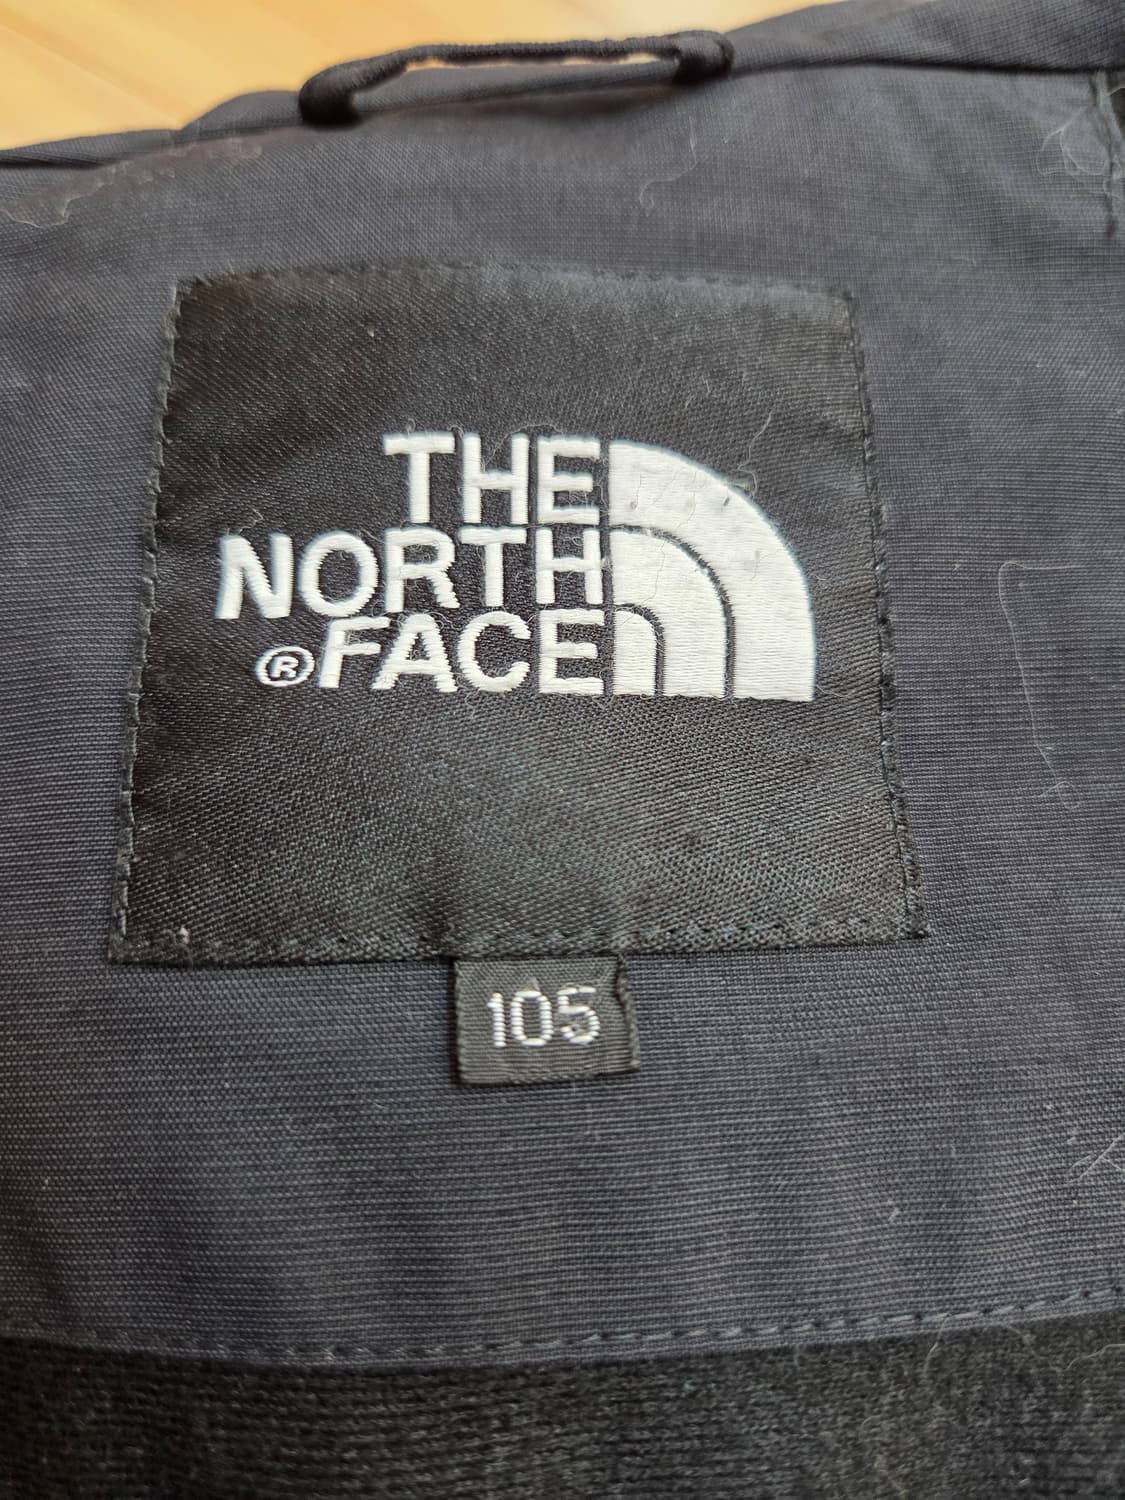 THE
NORTH
® FACE
105